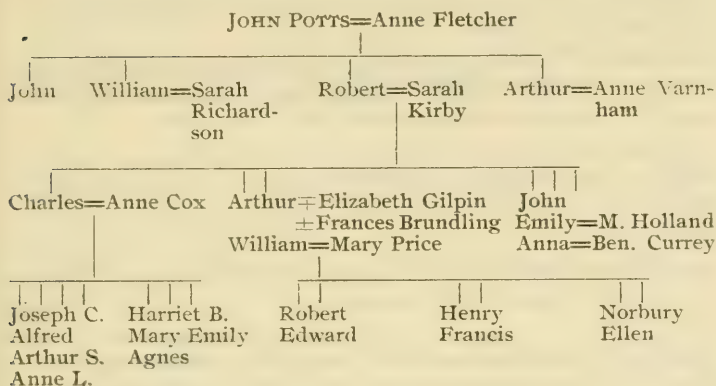 JOHN POTTS=Anne Fletcher
John William=Sarah Richard-son Robert=Sarah Kirby Arthur=Anne Varn-ham
Charles=Anne Cox Arthur∓Elizabeth Gilpin John
±Frances Brundling Emily=M. Holland
William=Mary Price Anna=Ben. Currey
Joseph C. Harriet B. Robert Henry Norbury
Alfred Mary Emily Edward Francis Ellen
Arthur S. Agnes
Anne L.